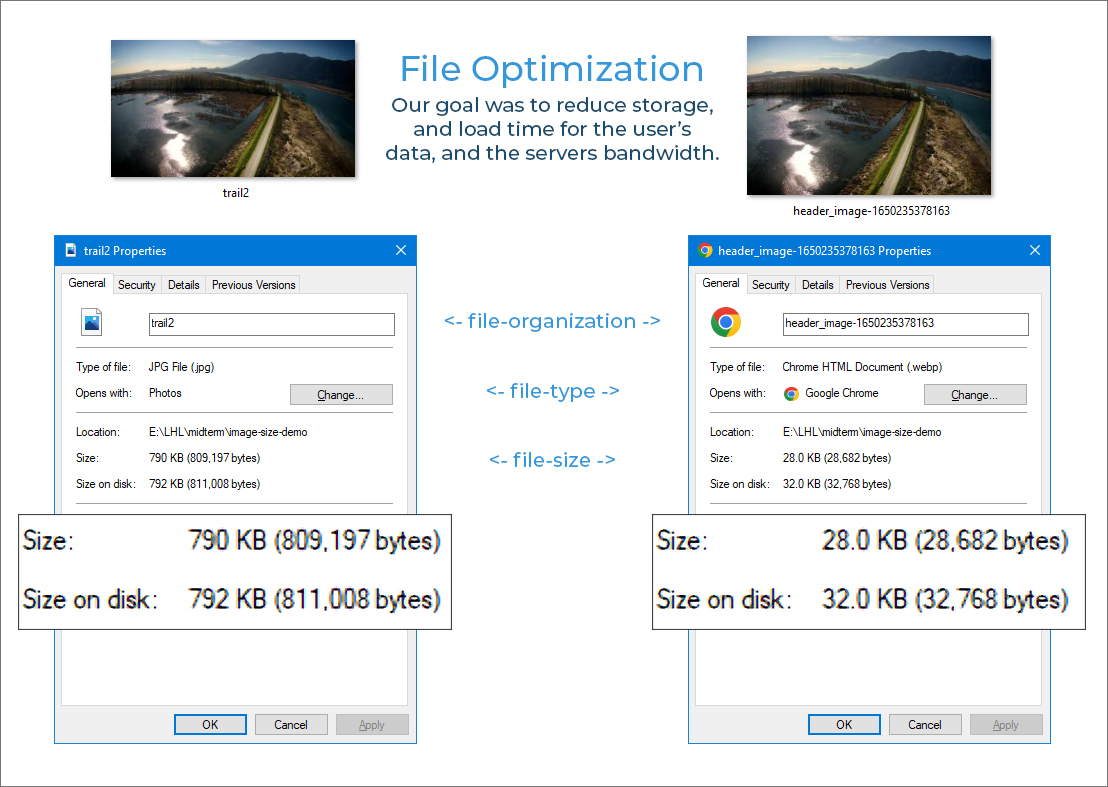 File Optimization
Our goal was to reduce storage,
and load time for the user's
data, and the servers bandwidth.
trail2
header_image-1650235378163
trail2 Properties
General Security Details Previous Versions
trail2
Type of file: JPG File (.jpg)
Opens with: Photos Change...
Location: E:\LHL\midterm\image-size-demo
Size: 790 KB (809,197 bytes)
Size on disk: 792 KB (811,008 bytes)
Size: 790 KB (809,197 bytes)
Size on disk: 792 KB (811,008 bytes)
OK Cancel Apply
<- file-organization ->
<- file-type ->
<- file-size ->
header_image-1650235378163 Properties
General Security Details Previous Versions
header_image-1650235378163
Type of file: Chrome HTML Document (.webp)
Opens with: Google Chrome Change...
Location: E:\LHL\midterm\image-size-demo
Size: 28.0 KB (28,682 bytes)
Size on disk: 32.0 KB (32,768 bytes)
Size: 28.0 KB (28,682 bytes)
Size on disk: 32.0 KB (32,768 bytes)
OK Cancel Apply